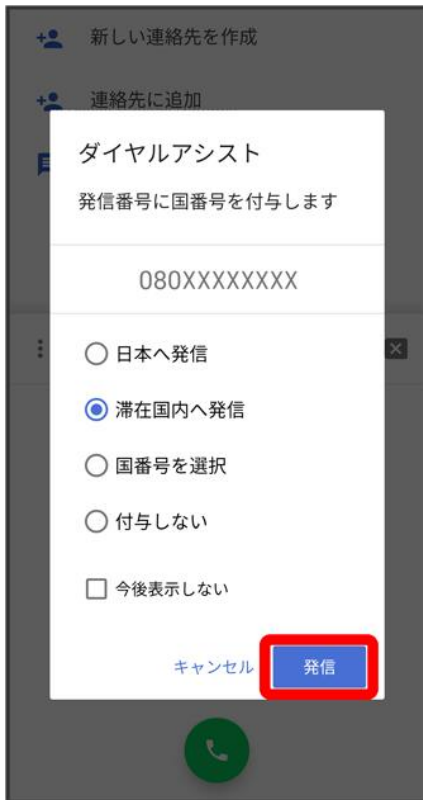 新しい連絡先を作成
連絡先に追加
ダイヤルアシスト
発信番号に国番号を付与します
080XXXXXXXX
日本へ発信
滞在国内へ発信
国番号を選択
付与しない
今後表示しない
キャンセル 発信